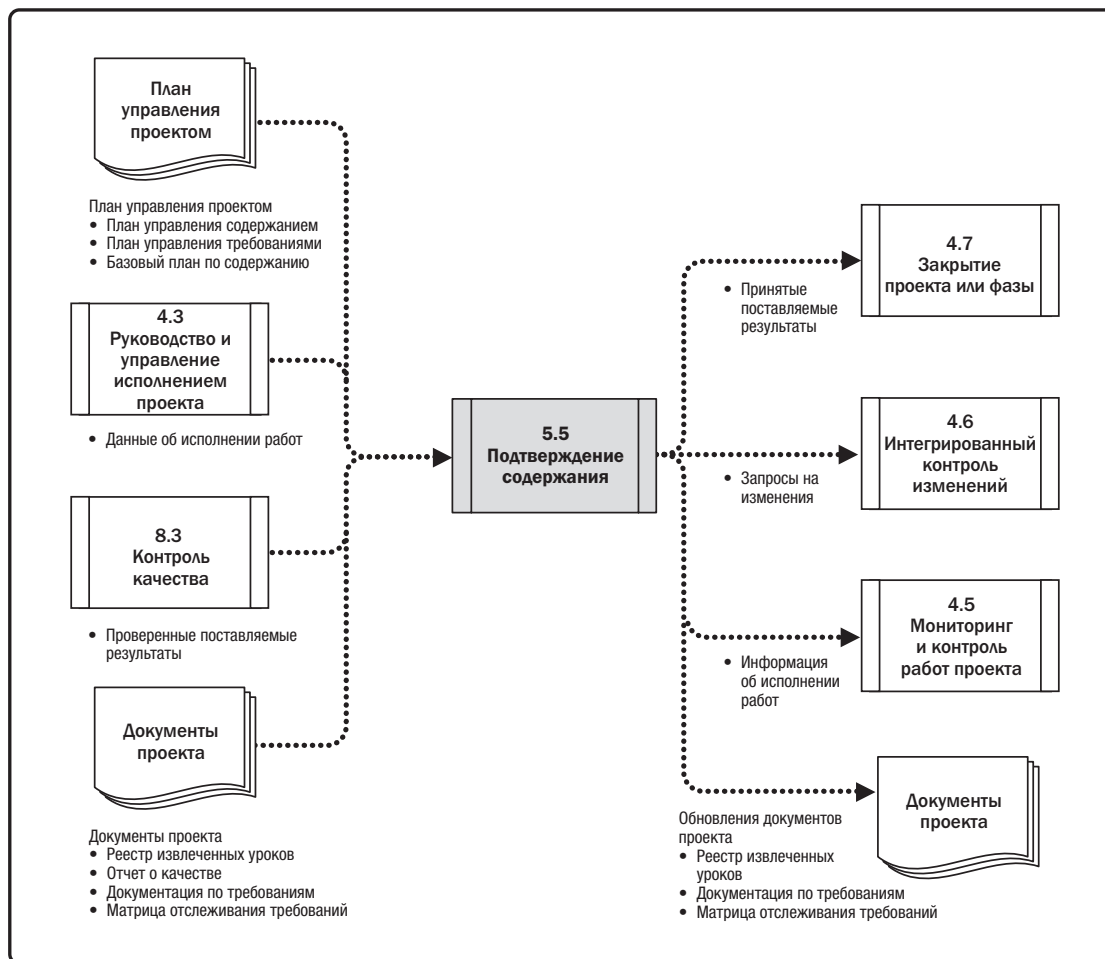 План
управления
проектом
План управления проектом
• План управления содержанием
• План управления требованиями
• Базовый план по содержанию
4.3
Руководство и
управление
исполнением
проекта
• Данные об исполнении работ
8.3
Контроль
качества
• Проверенные поставляемые
результаты
Документы
проекта
Документы проекта
• Реестр извлеченных уроков
• Отчет о качестве
• Документация по требованиям
• Матрица отслеживания требований
5.5
Подтверждение
содержания
• Принятые
поставляемые
результаты
4.7
Закрытие
проекта или фазы
• Запросы на
изменения
4.6
Интегрированный
контроль
изменений
• Информация
об исполнении
работ
4.5
Мониторинг
и контроль
работ проекта
Обновления документов
проекта
• Реестр извлеченных
уроков
• Документация по требованиям
• Матрица отслеживания требований
Документы
проекта